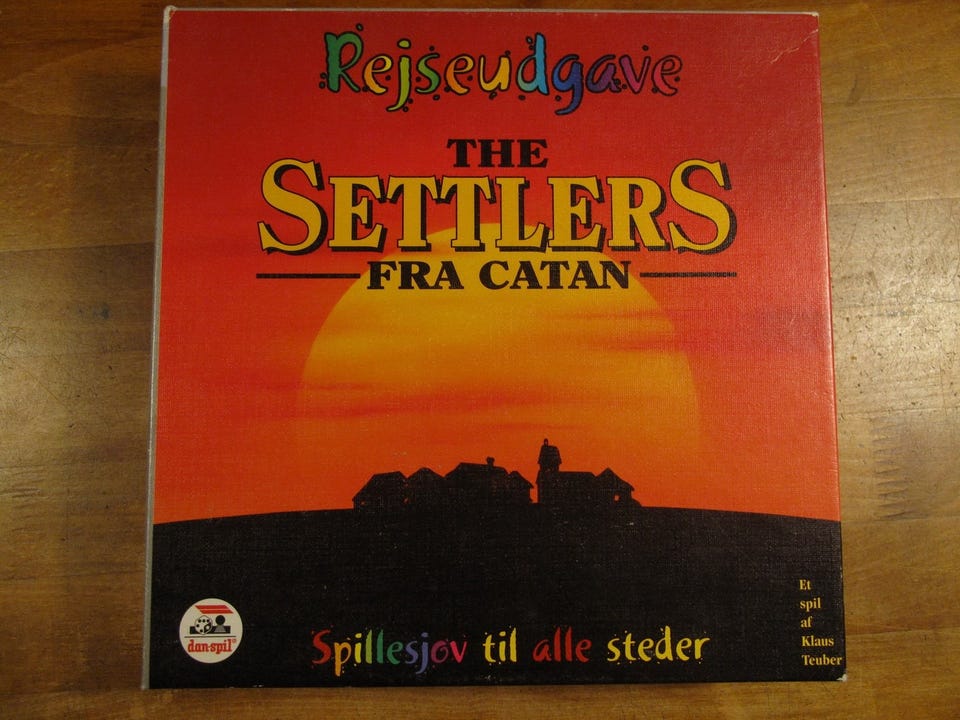 Rejseudgave
THE
SETTLERS
FRA CATAN
Et
spil
af
Klaus
Teuber
dan-spil®
Spillesjov til alle steder